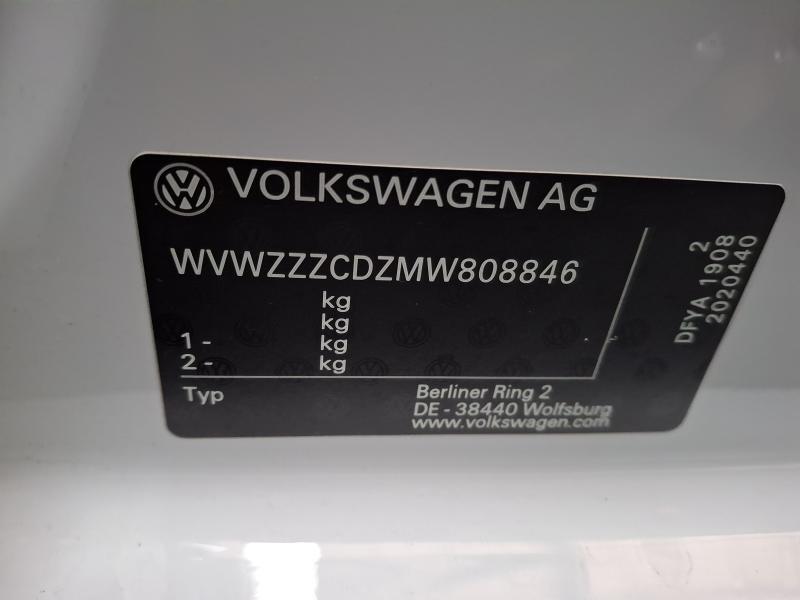 VOLKSWAGEN AG
WVWZZZCDZMW808846
kg
kg
1 - kg
2 - kg
Typ
Berliner Ring 2
DE - 38440 Wolfsburg
www.volkswagen.com
2
DFYA 1908
2020440